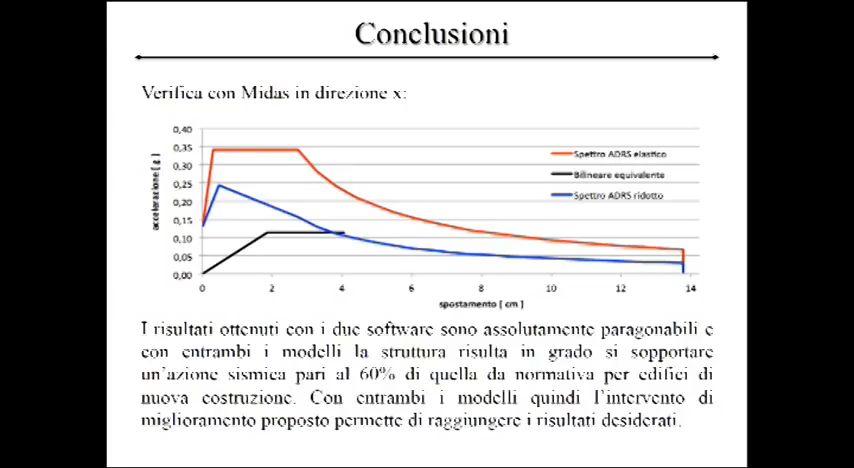 Conclusioni
Verifica con Midas in direzione x:
0,40
0,35
0,30
0,25
0,20
0,15
0,10
0,05
0,00
accelerazione [ g ]
Spettro ADRS elastico
Bilineare equivalente
Spettro ADRS ridotto
0 2 4 6 8 10 12 14
spostamento [ cm ]
I risultati ottenuti con i due software sono assolutamente paragonabili e
con entrambi i modelli la struttura risulta in grado si sopportare
un'azione sismica pari al 60% di quella da normativa per edifici di
nuova costruzione. Con entrambi i modelli quindi l'intervento di
miglioramento proposto permette di raggiungere i risultati desiderati.